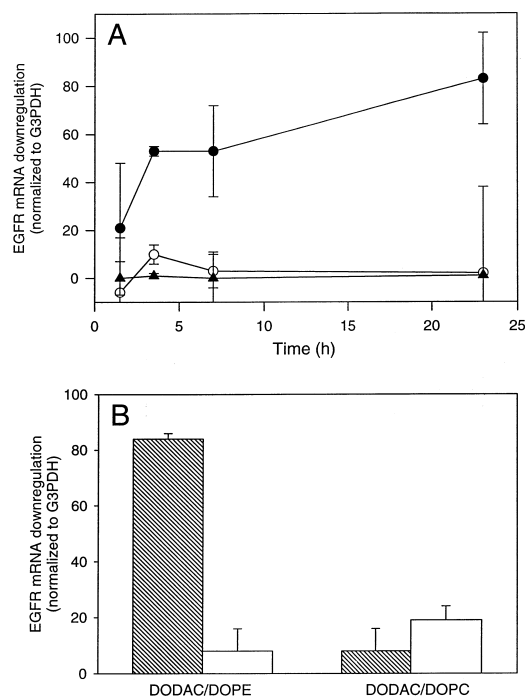 A
EGFR mRNA downregulation
(normalized to G3PDH)
100
80
60
40
20
0
0 5 10 15 20 25
Time (h)
B
EGFR mRNA downregulation
(normalized to G3PDH)
100
80
60
40
20
0
DODAC/DOPE DODAC/DOPC